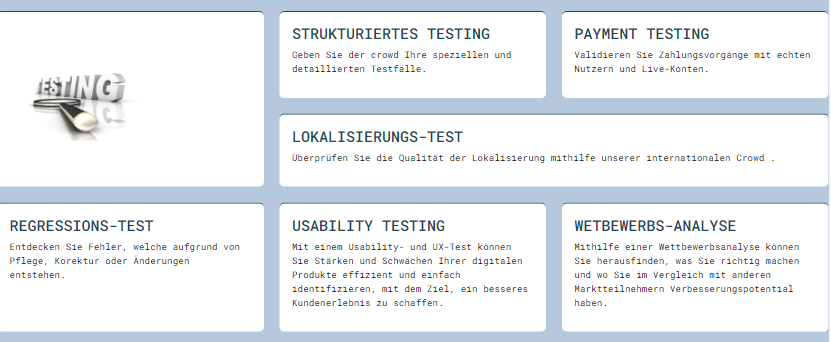 TESTING
STRUKTURIERTES TESTING
Geben Sie der crowd Ihre speziellen und
detaillierten Testfälle.
PAYMENT TESTING
Validieren Sie Zahlungsvorgänge mit echten
Nutzern und Live-Konten.
LOKALISIERUNGS-TEST
Überprüfen Sie die Qualität der Lokalisierung mithilfe unserer internationalen Crowd .
REGRESSIONS-TEST
Entdecken Sie Fehler, welche aufgrund von
Pflege, Korektur oder Änderungen
entstehen.
USABILITY TESTING
Mit einem Usability- und UX-Test können
Sie Stärken und Schwächen Ihrer digitalen
Produkte effizient und einfach
identifizieren, mit dem Ziel, ein besseres
Kundenerlebnis zu schaffen.
WETBEWERBS-ANALYSE
Mithilfe einer Wettbewerbsanalyse können
Sie herausfinden, was Sie richtig machen
und wo Sie im Vergleich mit anderen
Marktteilnehmern Verbesserungspotential
haben.